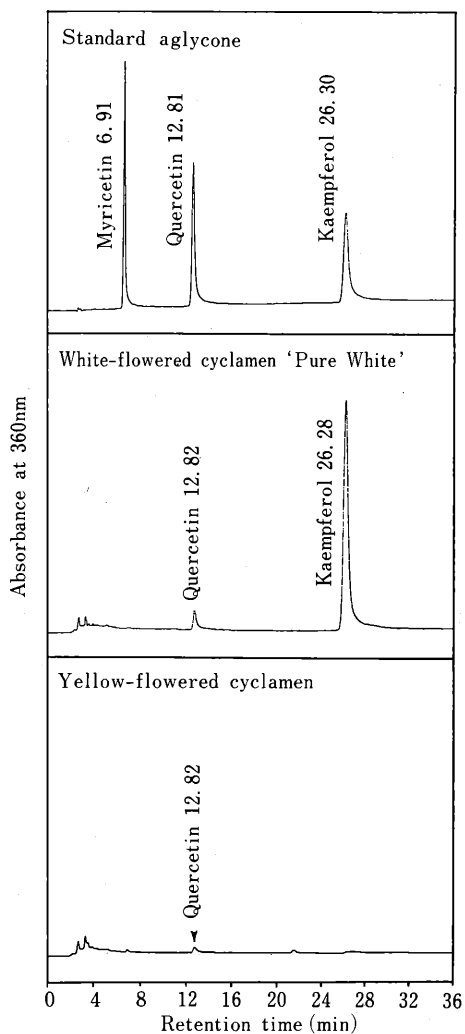 Standard aglycone
Myricetin 6.91
Quercetin 12.81
Kaempferol 26.30
White-flowered cyclamen 'Pure White'
Quercetin 12.82
Kaempferol 26.28
Yellow-flowered cyclamen
Quercetin 12.82
Absorbance at 360nm
0 4 8 12 16 20 24 28 32 36
Retention time (min)